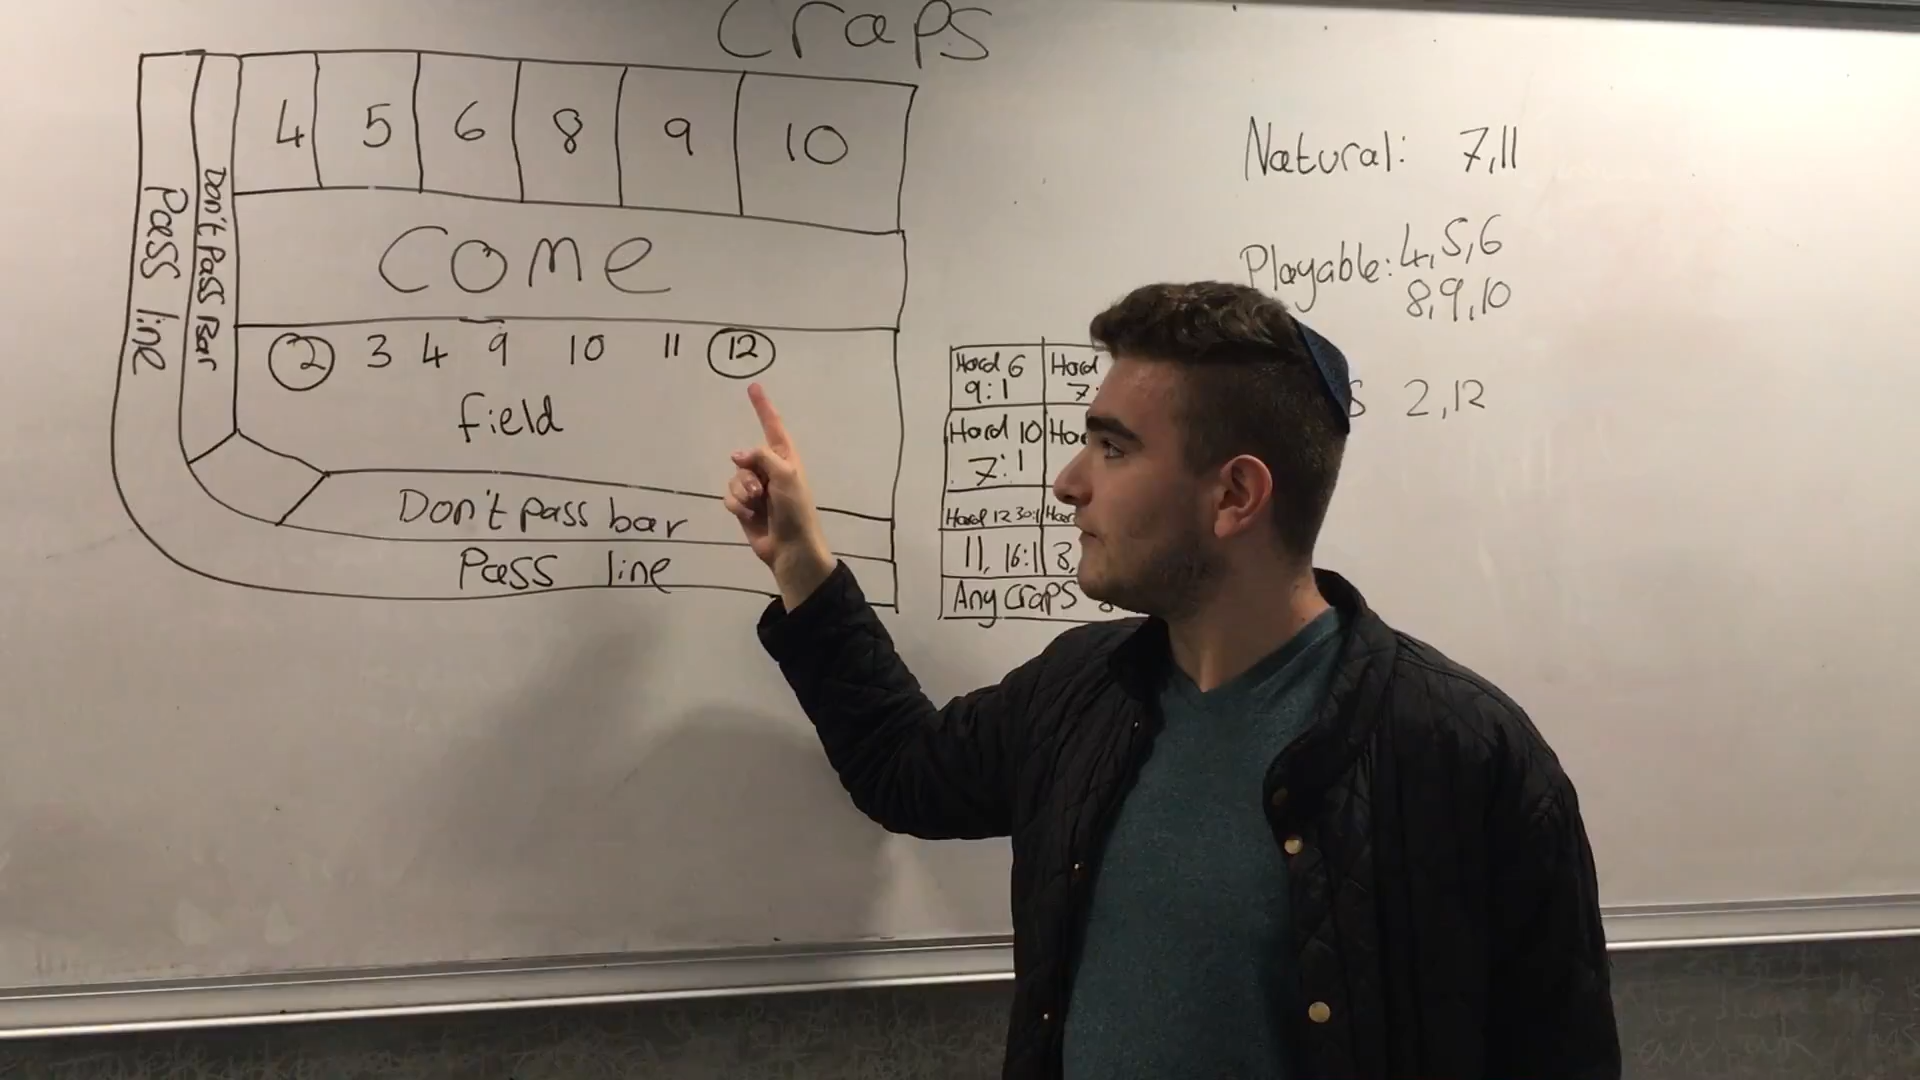 Craps
4 5 6 8 9 10
Come
2 3 4 9 10 11 12
field
Don't pass bar
Pass line
Pass line
Don't Pass Bar
Hard 6 Hard
9:1 7:
Hard 10
7:1
Hard 12 30:1
11, 16:1 3,
Any craps
Natural: 7,11
Playable: 4,5,6
8,9,10
2,12